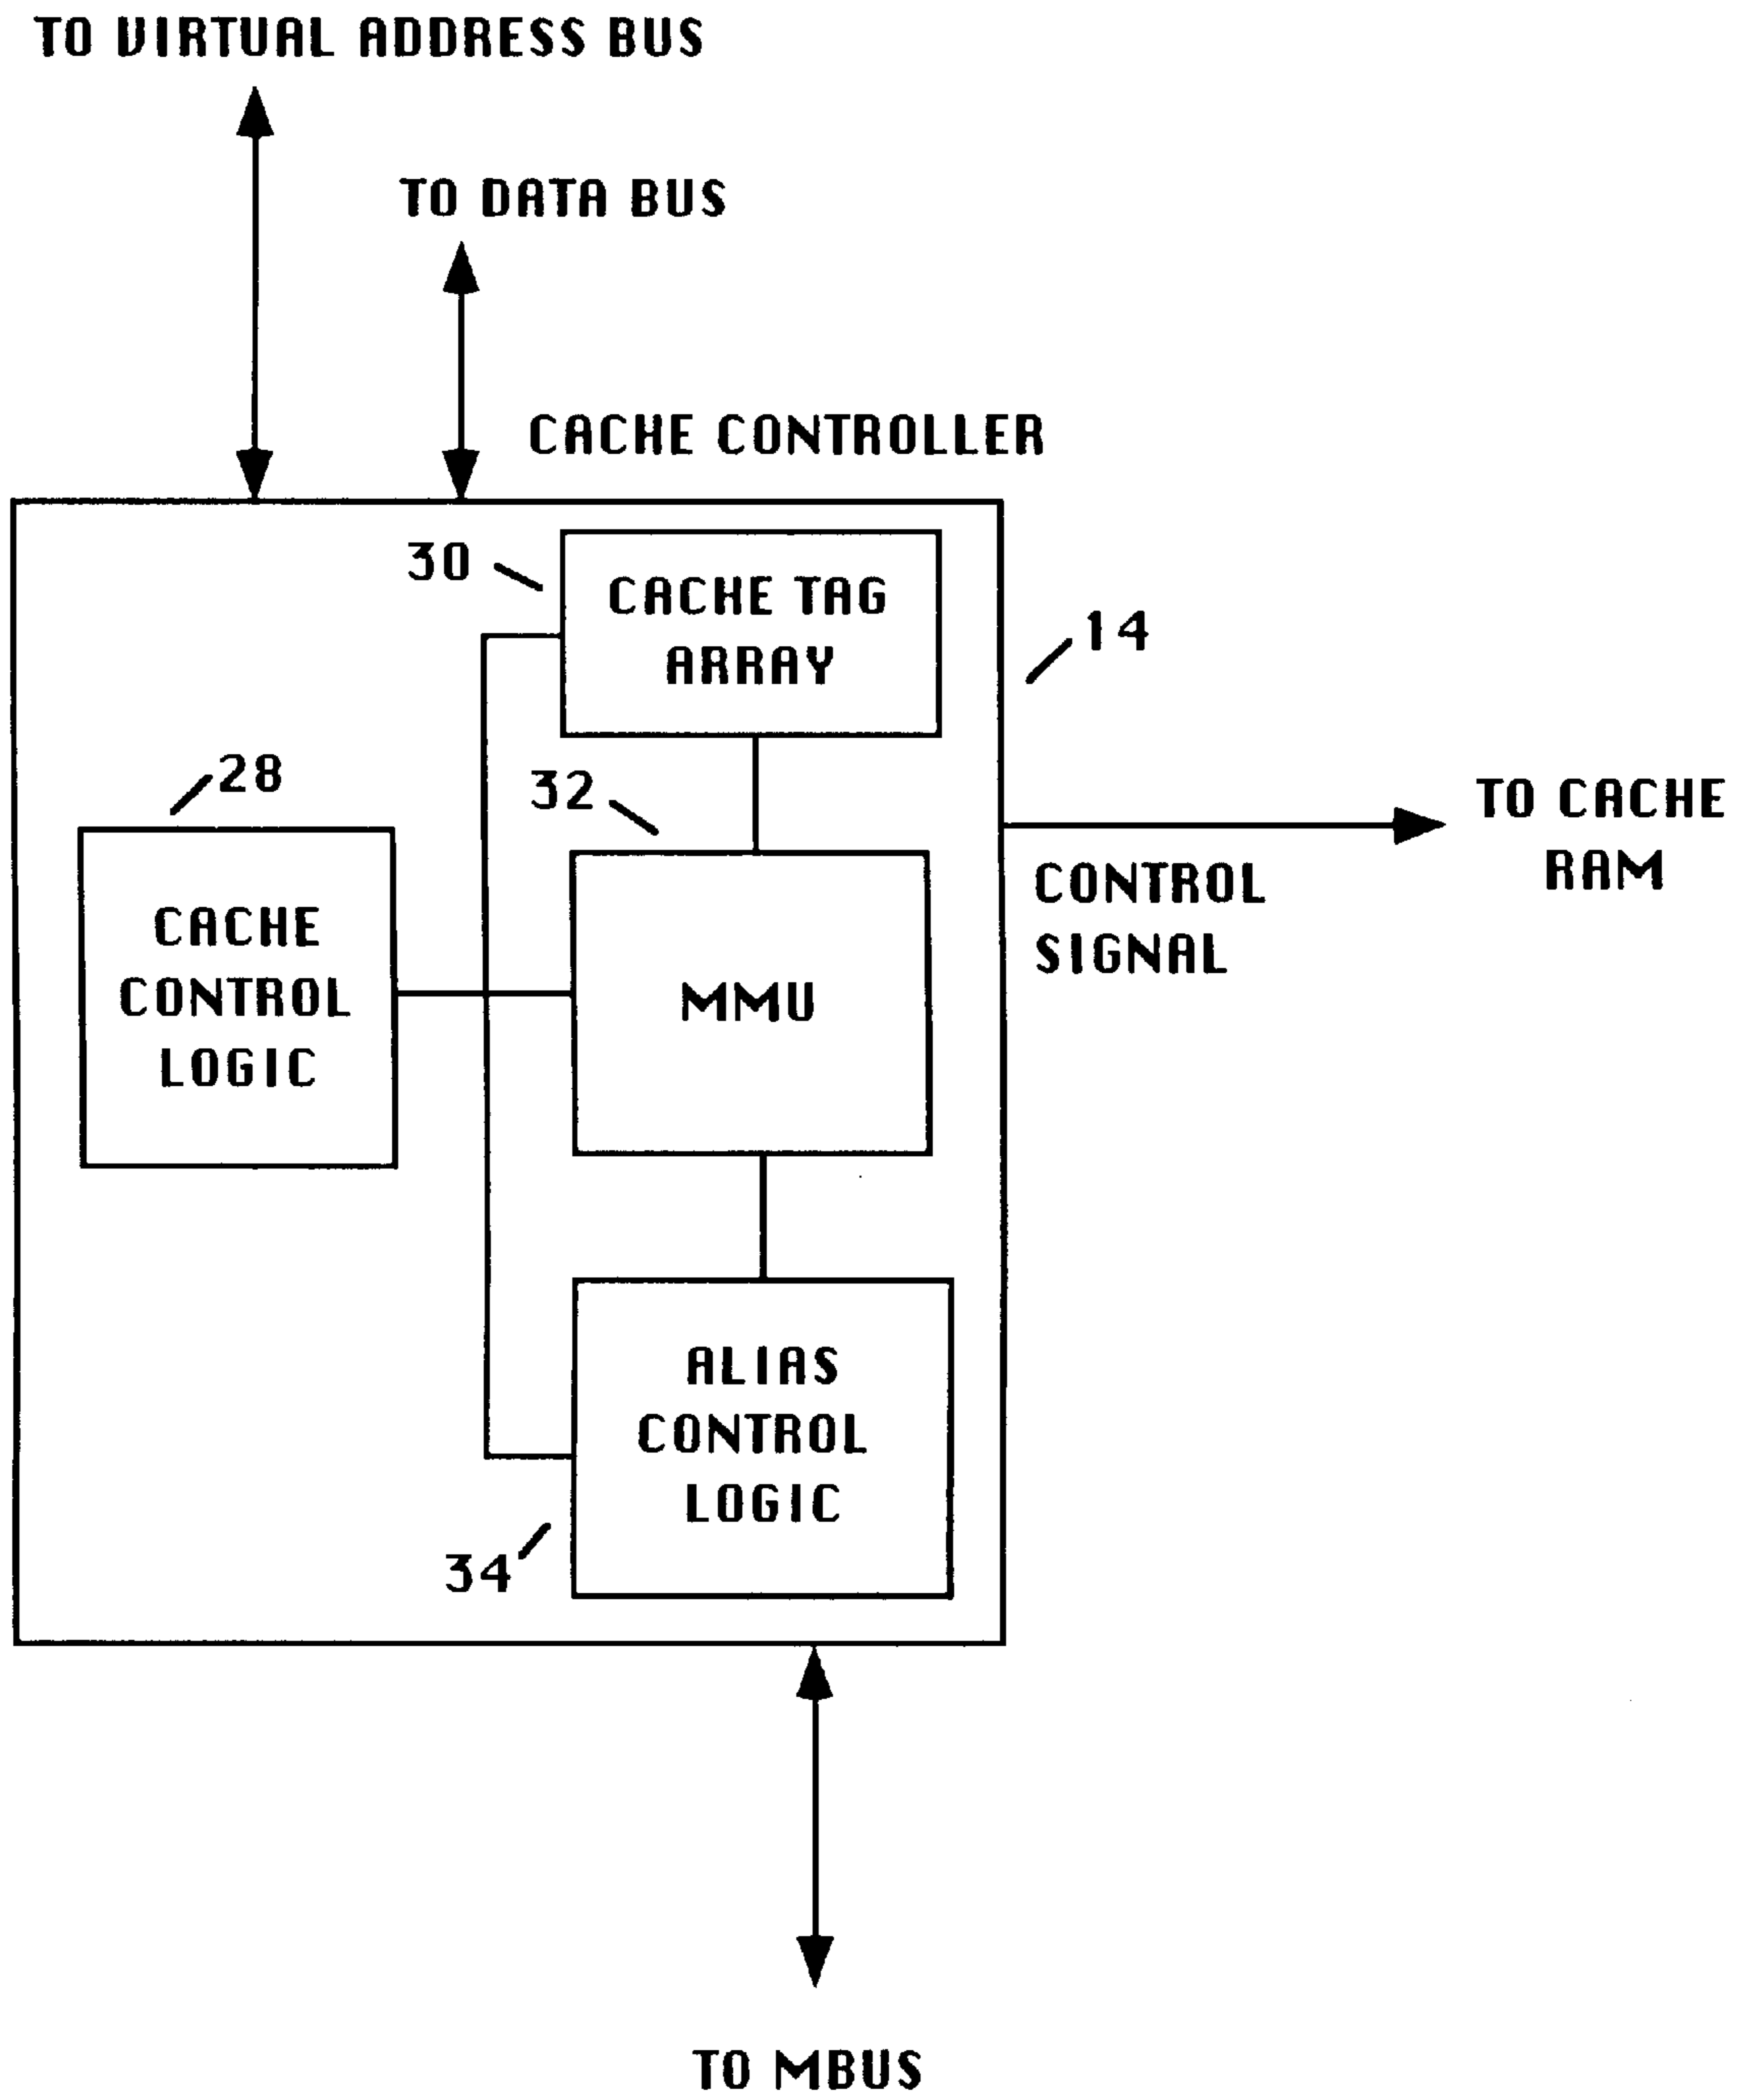 TO VIRTUAL ADDRESS BUS
TO DATA BUS
CACHE CONTROLLER
30
CACHE TAG
ARRAY
14
28
32
TO CACHE
RAM
CONTROL
SIGNAL
CACHE
CONTROL
LOGIC
MMU
ALIAS
CONTROL
LOGIC
34
TO MBUS